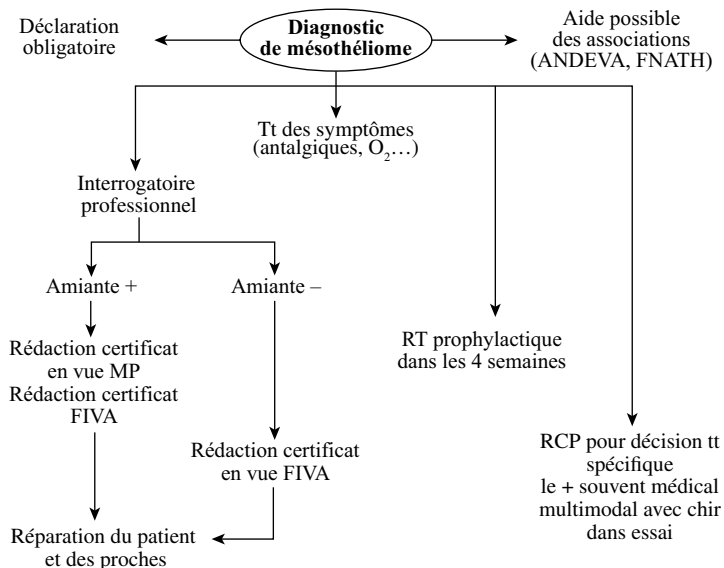 Déclaration
obligatoire
Diagnostic
de mésothéliome
Aide possible
des associations
(ANDEVA, FNATH)
Tt des symptômes
(antalgiques, O₂…)
Interrogatoire
professionnel
Amiante +
Amiante –
Rédaction certificat
en vue MP
Rédaction certificat
FIVA
RT prophylactique
dans les 4 semaines
Rédaction certificat
en vue FIVA
RCP pour décision tt
spécifique
le + souvent médical
multimodal avec chir
dans essai
Réparation du patient
et des proches